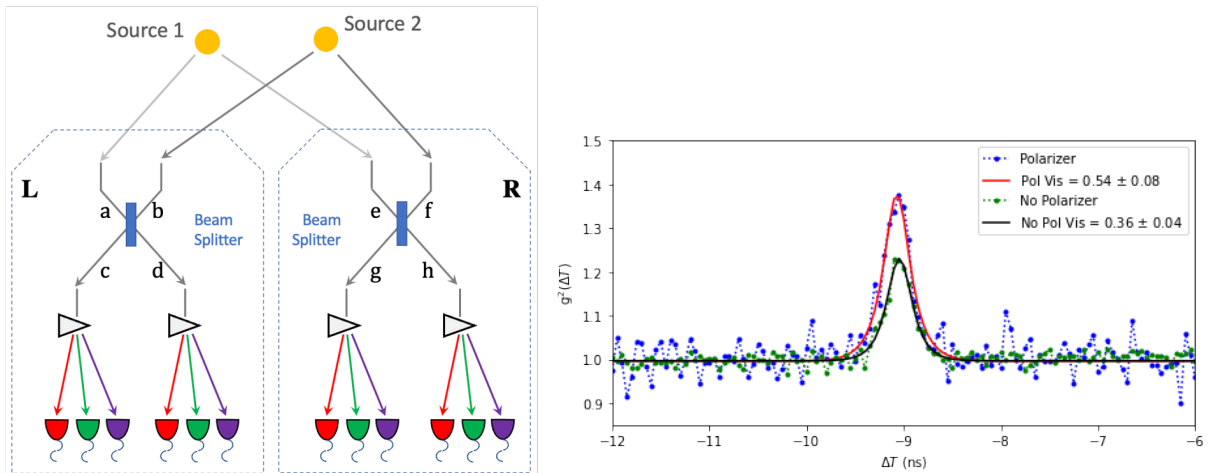 Source 1
Source 2
L
R
a
b
e
f
Beam
Splitter
Beam
Splitter
c
d
g
h
1.5
1.4
1.3
1.2
1.1
1.0
0.9
g²(ΔT)
Polarizer
Pol Vis = 0.54 ± 0.08
No Polarizer
No Pol Vis = 0.36 ± 0.04
−12
−11
−10
−9
−8
−7
−6
ΔT (ns)